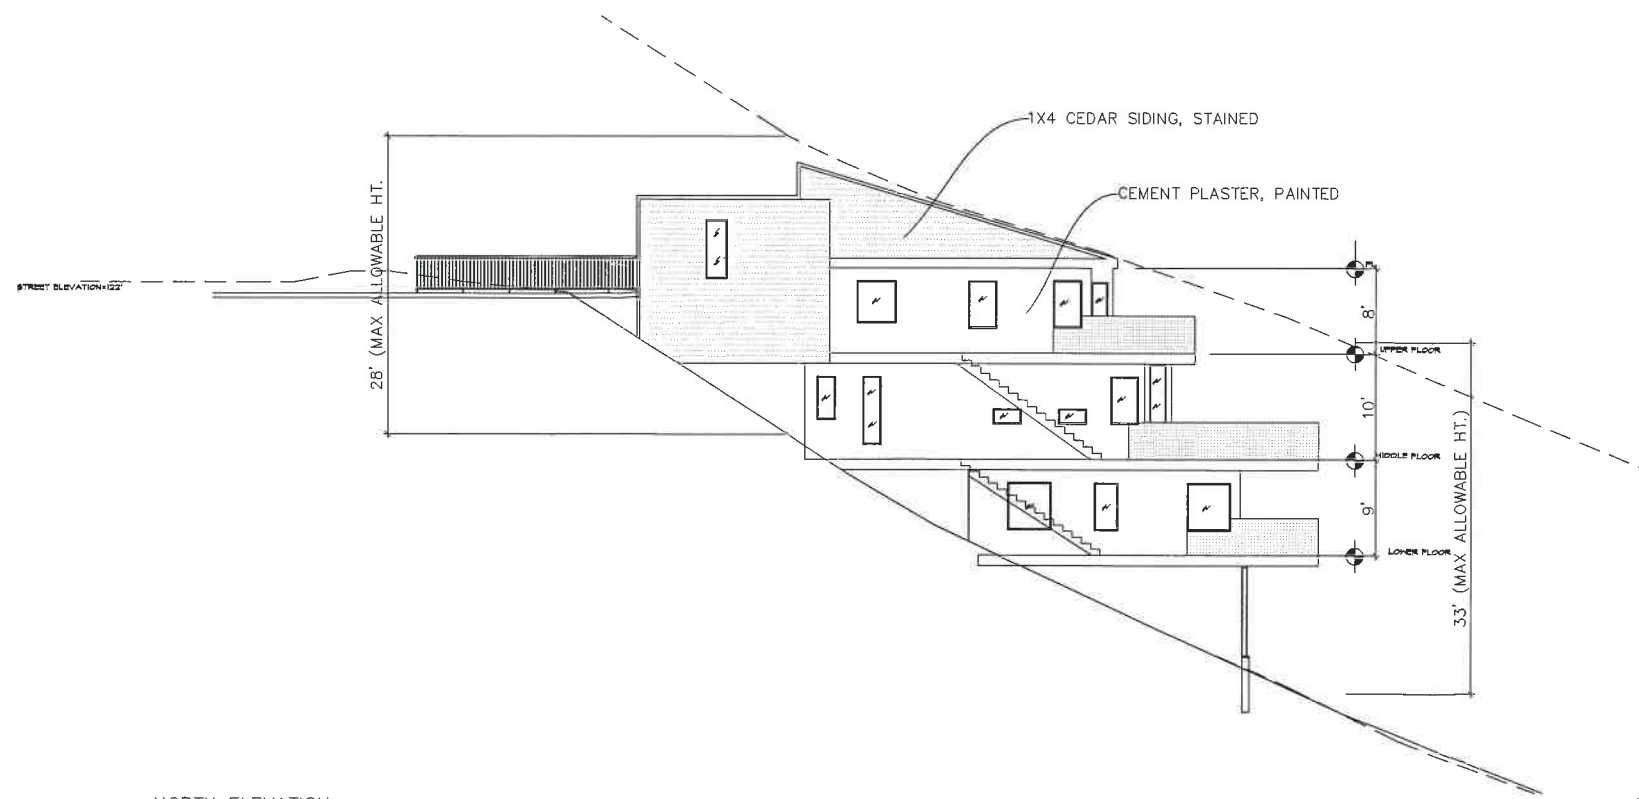 1X4 CEDAR SIDING, STAINED
CEMENT PLASTER, PAINTED
28' (MAX ALLOWABLE HT.
STREET ELEVATION=122'
8'
UPPER FLOOR
10'
MIDDLE FLOOR
9'
LOWER FLOOR
33' (MAX ALLOWABLE HT.)
NORTH ELEVATION